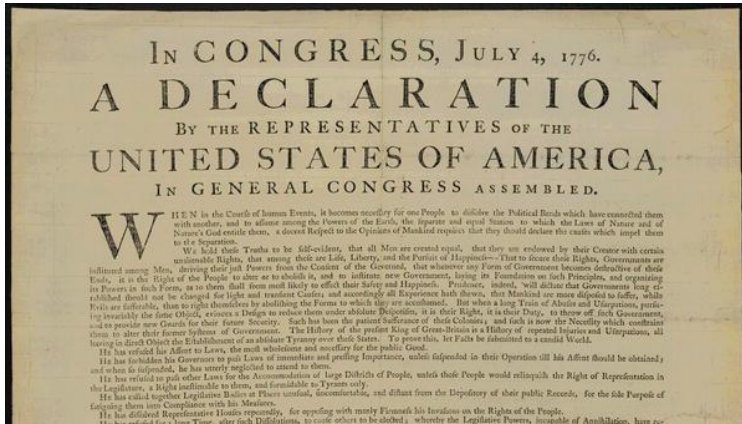 IN CONGRESS, JULY 4, 1776.
A DECLARATION
BY THE REPRESENTATIVES OF THE
UNITED STATES OF AMERICA,
IN GENERAL CONGRESS ASSEMBLED.
WHEN in the Course of human Events, it becomes necessary for one People to dissolve the Political Bands which have connected them
with another, and to assume among the Powers of the Earth, the separate and equal Station to which the Laws of Nature and of
Nature's God entitle them, a decent Respect to the Opinions of Mankind requires that they should declare the causes which impel them
to the Separation.
We hold these Truths to be self-evident, that all Men are created equal, that they are endowed by their Creator with certain
unalienable Rights, that among these are Life, Liberty, and the Pursuit of Happiness--That to secure these Rights, Governments are
instituted among Men, deriving their just Powers from the Consent of the Governed, that whenever any Form of Government becomes destructive of these
Ends, it is the Right of the People to alter or to abolish it, and to institute new Government, laying its Foundation on such Principles, and organizing
its Powers in such Form, as to them shall seem most likely to effect their Safety and Happiness. Prudence, indeed, will dictate that Governments long es-
tablished should not be changed for light and transient Causes; and accordingly all Experience hath shewn, that Mankind are more disposed to suffer, while
Evils are sufferable, than to right themselves by abolishing the Forms to which they are accustomed. But when a long Train of Abuses and Usurpations, pursu-
ing invariably the same Object, evinces a Design to reduce them under absolute Despotism, it is their Right, it is their Duty, to throw off such Government,
and to provide new Guards for their future Security. Such has been the patient Sufferance of these Colonies; and such is now the Necessity which constrains
them to alter their former Systems of Government. The History of the present King of Great-Britain is a History of repeated Injuries and Usurpations, all
having in direct Object the Establishment of an absolute Tyranny over these States. To prove this, let Facts be submitted to a candid World.
He has refused his Assent to Laws, the most wholesome and necessary for the public Good.
He has forbidden his Governors to pass Laws of immediate and pressing Importance, unless suspended in their Operation till his Assent should be obtained;
and when so suspended, he has utterly neglected to attend to them.
He has refused to pass other Laws for the Accommodation of large Districts of People, unless those People would relinquish the Right of Representation in
the Legislature, a Right inestimable to them, and formidable to Tyrants only.
He has called together Legislative Bodies at Places unusual, uncomfortable, and distant from the Depository of their public Records, for the sole Purpose of
fatiguing them into Compliance with his Measures.
He has dissolved Representative Houses repeatedly, for opposing with manly Firmness his Invasions on the Rights of the People.
He has refused for a long Time, after such Dissolutions, to cause others to be elected; whereby the Legislative Powers, incapable of Annihilation, have re-